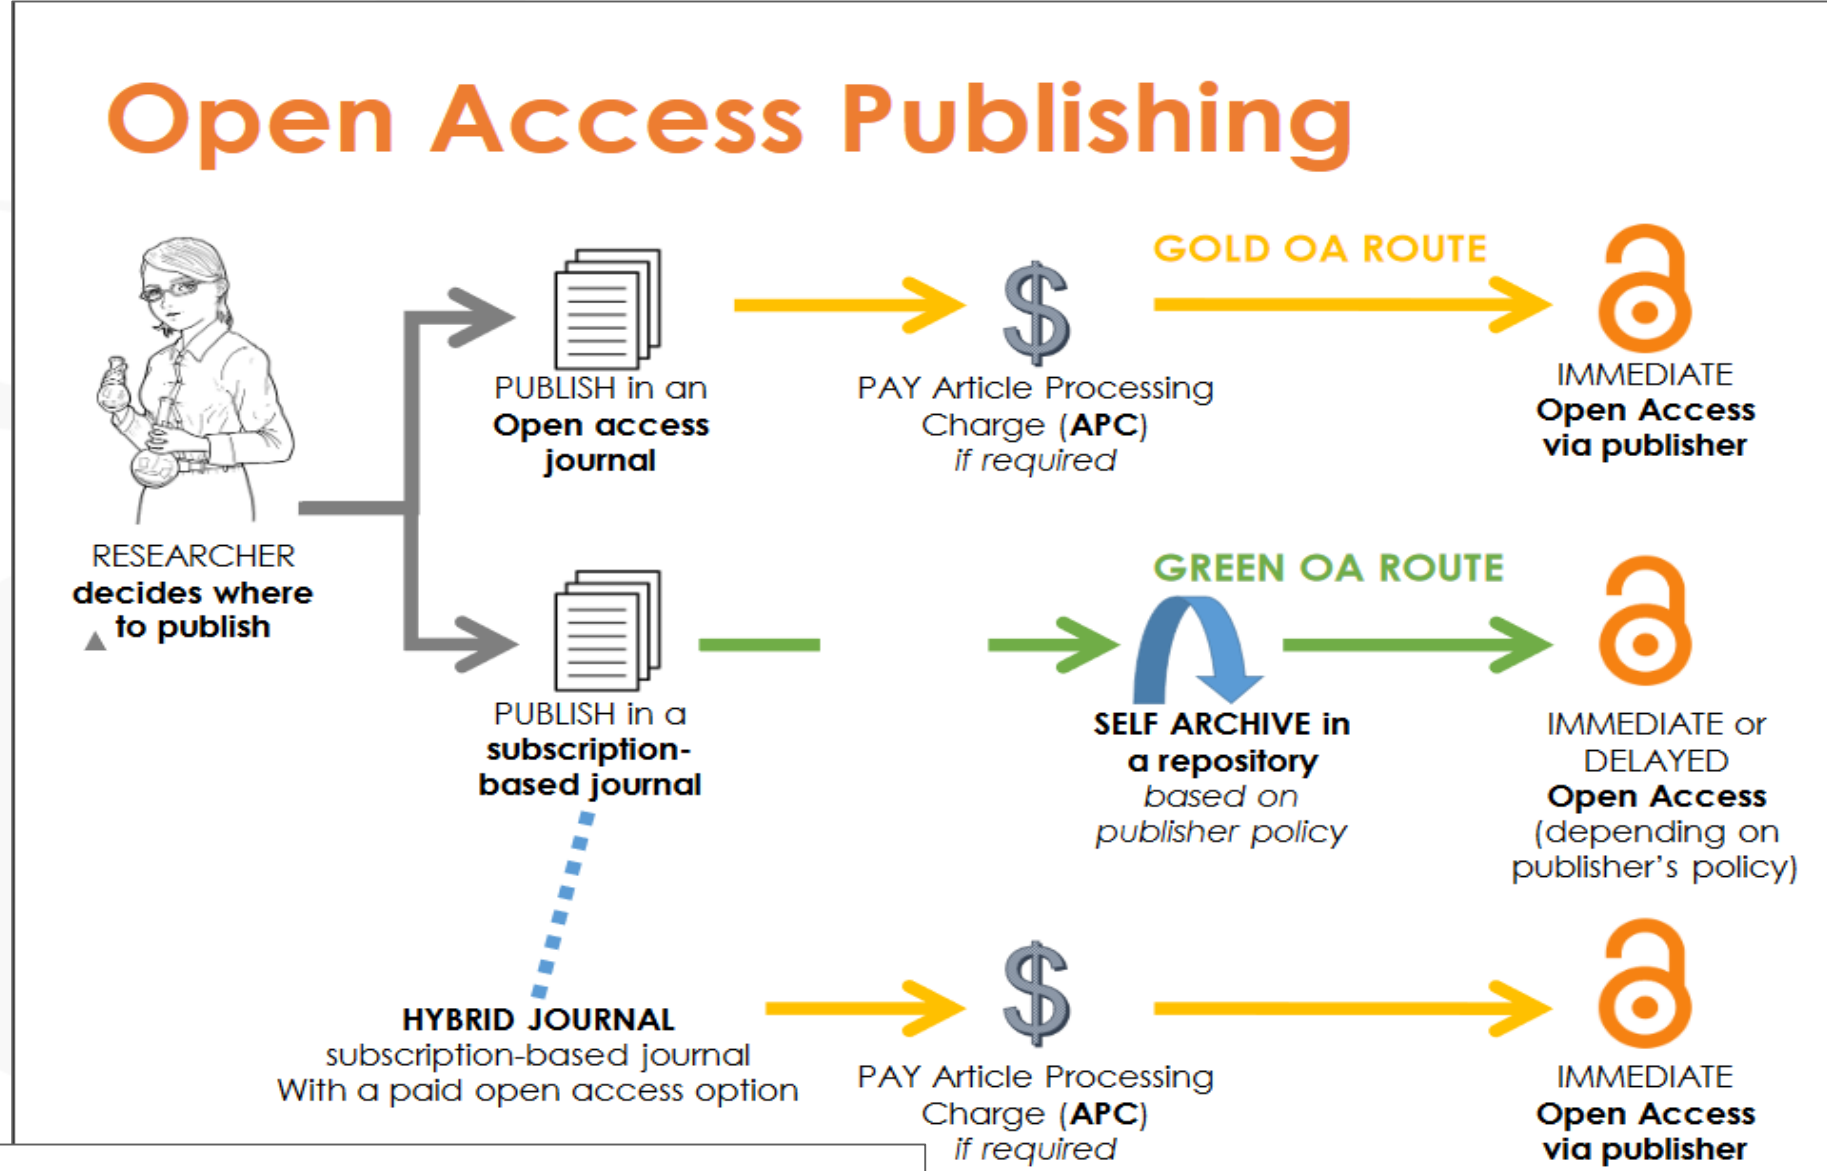 Open Access Publishing
GOLD OA ROUTE
PUBLISH in an
Open access
journal
PAY Article Processing
Charge (APC)
if required
IMMEDIATE
Open Access
via publisher
RESEARCHER
decides where
to publish
GREEN OA ROUTE
PUBLISH in a
subscription-
based journal
SELF ARCHIVE in
a repository
based on
publisher policy
IMMEDIATE or
DELAYED
Open Access
(depending on
publisher's policy)
HYBRID JOURNAL
subscription-based journal
With a paid open access option
PAY Article Processing
Charge (APC)
if required
IMMEDIATE
Open Access
via publisher